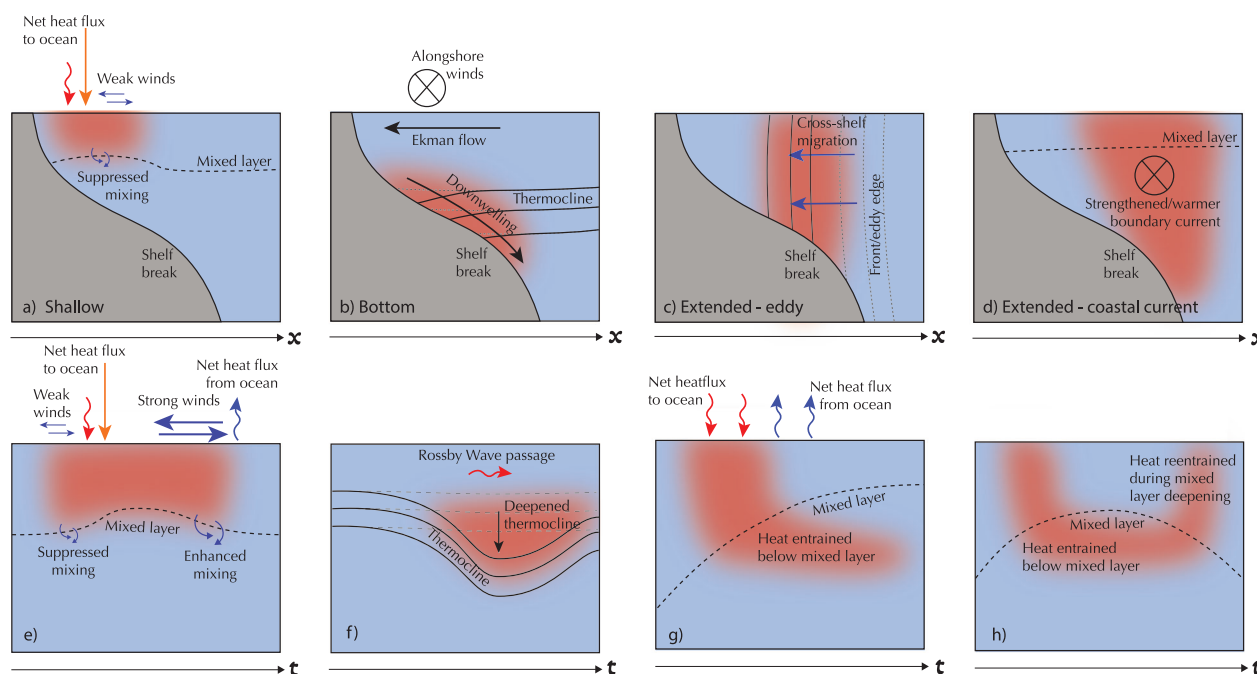 Net heat flux
to ocean
Weak winds
Mixed layer
Suppressed
mixing
Shelf
break
a) Shallow
x
Alongshore
winds
Ekman flow
Downwelling
Thermocline
Shelf
break
b) Bottom
x
Cross-shelf
migration
Front/eddy edge
Shelf
break
c) Extended - eddy
x
Mixed layer
Strengthened/warmer
boundary current
Shelf
break
d) Extended - coastal current
x
Net heat flux
to ocean
Weak
winds
Strong winds
Net heat flux
from ocean
Mixed layer
Suppressed
mixing
Enhanced
mixing
e)
t
Rossby Wave passage
Deepened
thermocline
Thermocline
f)
t
Net heatflux
to ocean
Net heat flux
from ocean
Mixed layer
Heat entrained
below mixed layer
g)
t
Heat reentrained
during mixed
layer deepening
Mixed layer
Heat entrained
below mixed layer
h)
t